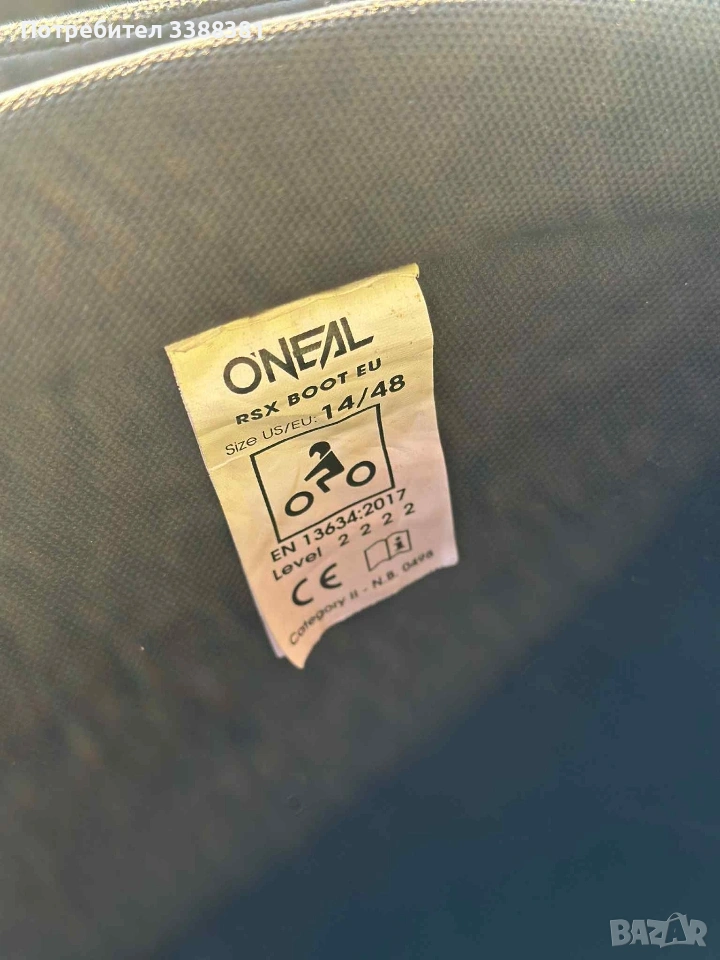 Потребител 3388361
O'NEAL
RSX BOOT EU
Size US/EU: 14/48
EN 13634:2017
Level 2 2 2 2
CE
i
Category II - N.B. 0498
BAZAR